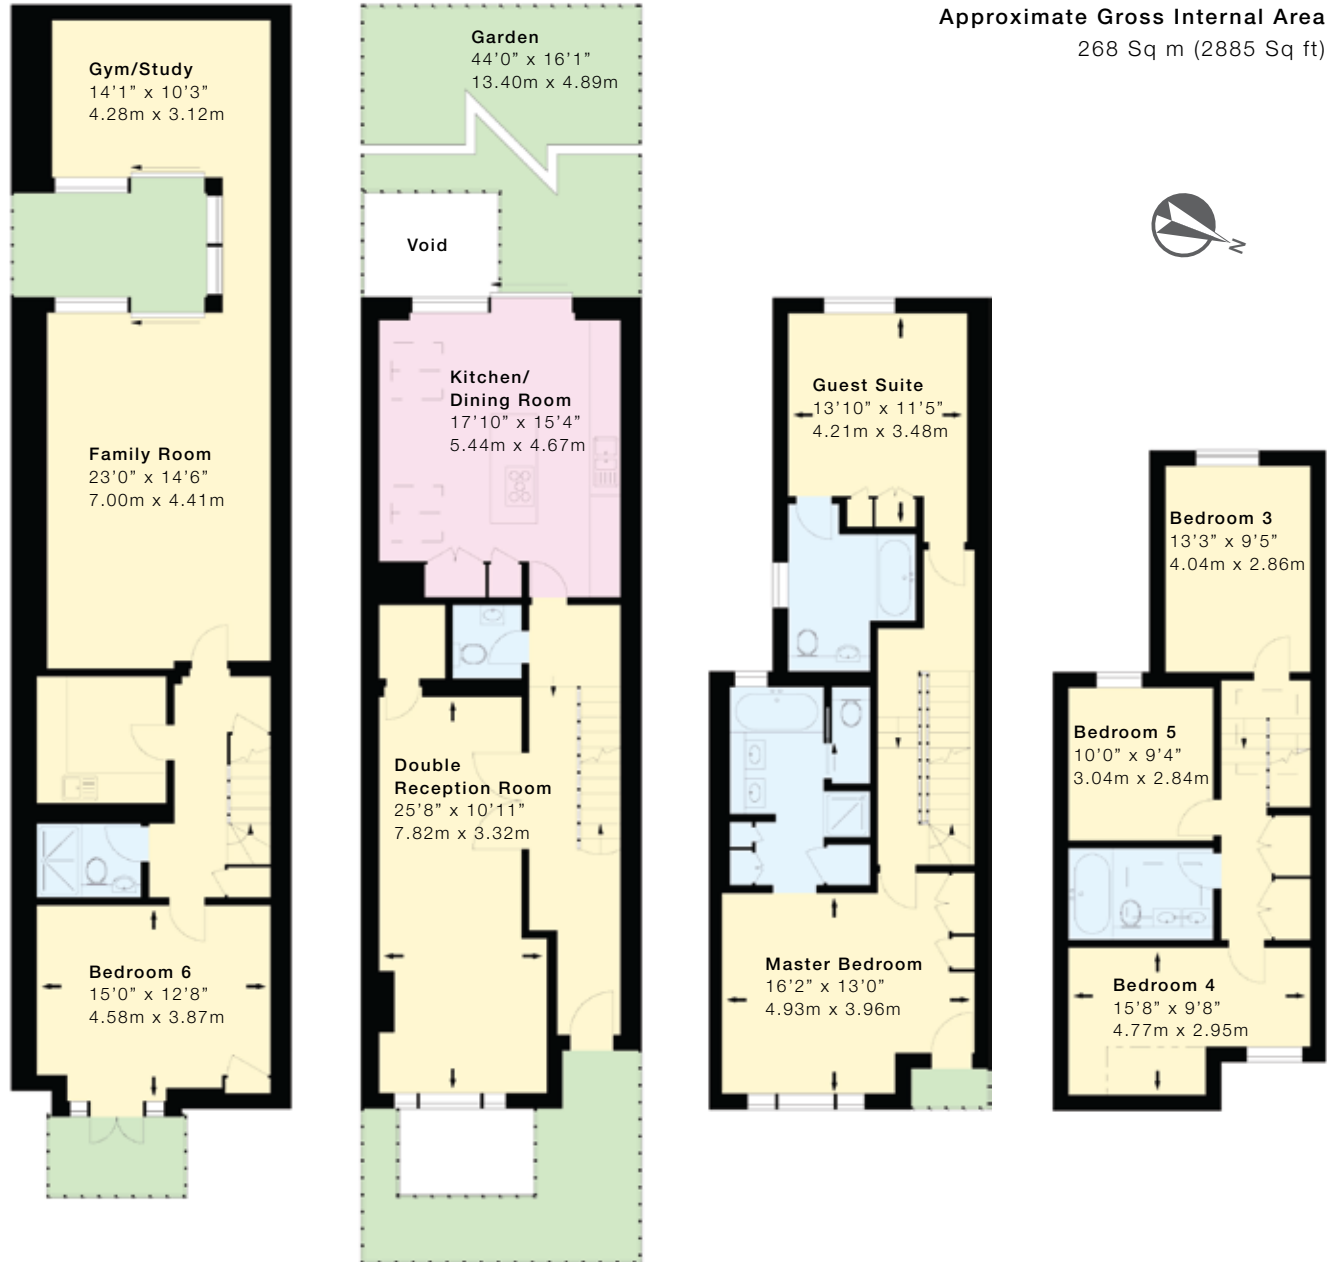 Approximate Gross Internal Area
268 Sq m (2885 Sq ft)
Gym/Study
14’1” x 10’3”
4.28m x 3.12m
Family Room
23’0” x 14’6”
7.00m x 4.41m
Bedroom 6
15’0” x 12’8”
4.58m x 3.87m
Garden
44’0” x 16’1”
13.40m x 4.89m
Void
Kitchen/
Dining Room
17’10” x 15’4”
5.44m x 4.67m
Double
Reception Room
25’8” x 10’11”
7.82m x 3.32m
Guest Suite
13’10” x 11’5”
4.21m x 3.48m
Master Bedroom
16’2” x 13’0”
4.93m x 3.96m
N
Bedroom 3
13’3” x 9’5”
4.04m x 2.86m
Bedroom 5
10’0” x 9’4”
3.04m x 2.84m
Bedroom 4
15’8” x 9’8”
4.77m x 2.95m